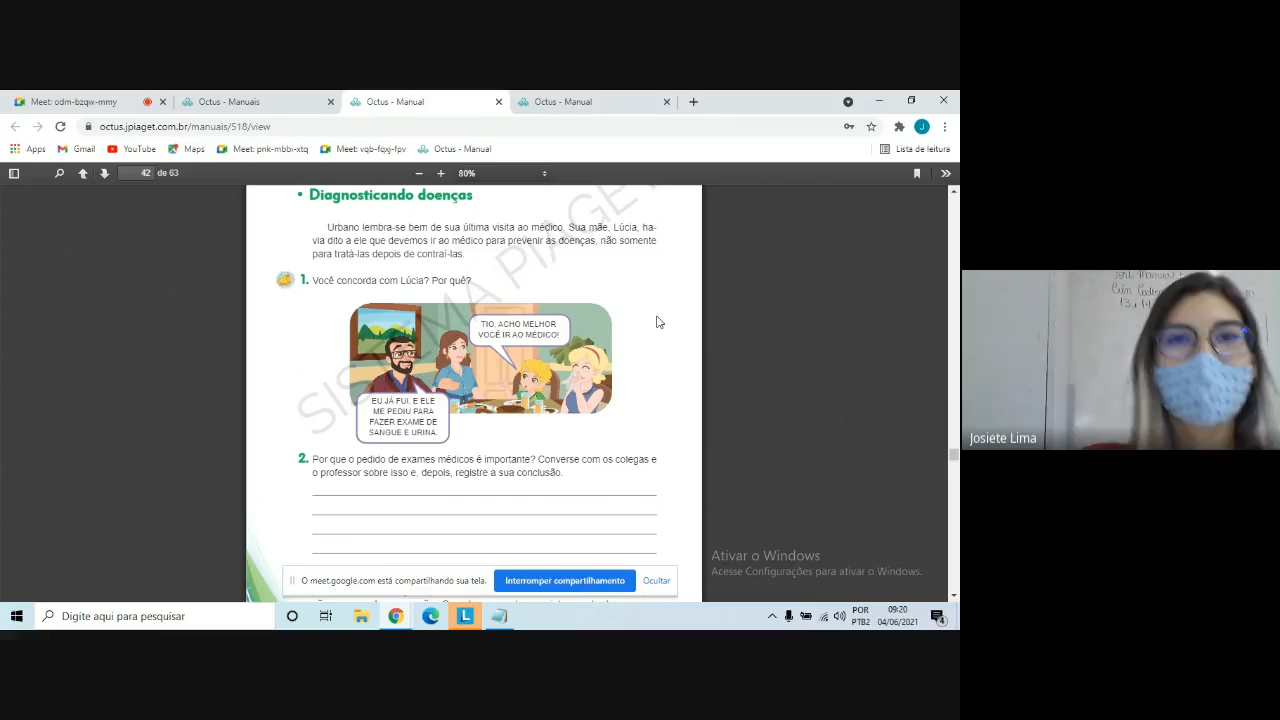 Meet: odm-bzqw-mmy
Octus - Manuais
Octus - Manual
Octus - Manual
octus.jpiaget.com.br/manuais/518/view
Apps
Gmail
YouTube
Maps
Meet: pnk-mbbi-xtq
Meet: vqb-fqxj-fpv
Octus - Manual
Lista de leitura
42 de 63
80%
• Diagnosticando doenças
Urbano lembra-se bem de sua última visita ao médico. Sua mãe, Lúcia, ha-
via dito a ele que devemos ir ao médico para prevenir as doenças, não somente
para tratá-las depois de contraí-las.
1. Você concorda com Lúcia? Por quê?
TIO, ACHO MELHOR
VOCÊ IR AO MÉDICO!
EU JÁ FUI, E ELE
ME PEDIU PARA
FAZER EXAME DE
SANGUE E URINA.
SISTEMA PIAGET
2. Por que o pedido de exames médicos é importante? Converse com os colegas e
o professor sobre isso e, depois, registre a sua conclusão.
Ativar o Windows
Acesse Configurações para ativar o Windows.
O meet.google.com está compartilhando sua tela.
Interromper compartilhamento
Ocultar
Digite aqui para pesquisar
L
POR
PTB2
09:20
04/06/2021
4
J
Josiete Lima